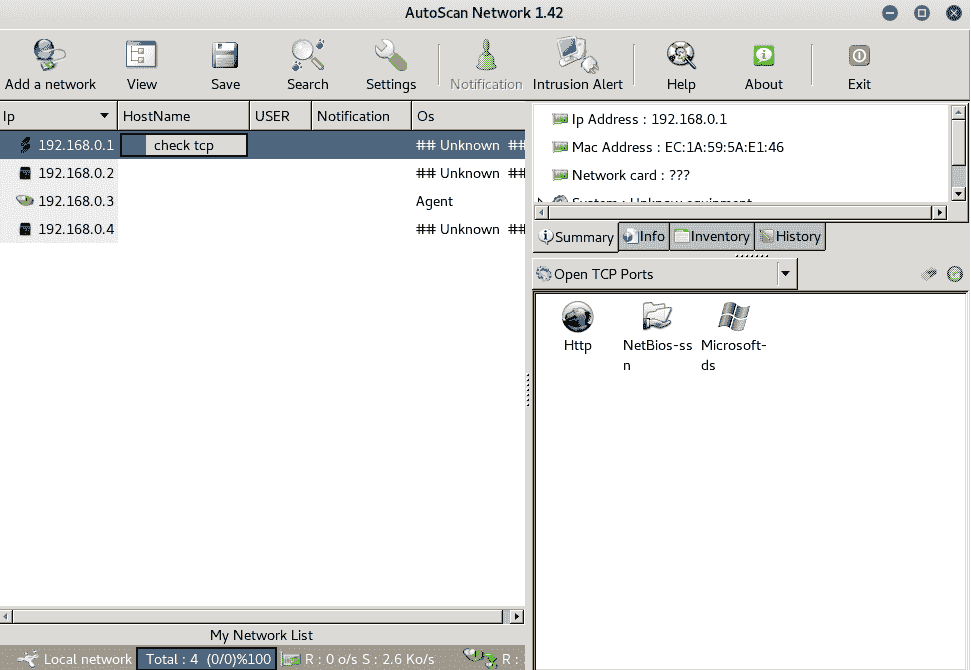 AutoScan Network 1.42
Add a network View Save Search Settings Notification Intrusion Alert Help About Exit
Ip HostName USER Notification Os
192.168.0.1 check tcp ## Unknown ##
192.168.0.2 ## Unknown ##
192.168.0.3 Agent
192.168.0.4 ## Unknown ##
My Network List
Local network Total : 4 (0/0)%100 R : 0 o/s S : 2.6 Ko/s R :
Ip Address : 192.168.0.1
Mac Address : EC:1A:59:5A:E1:46
Network card : ???
System : Unknow equipment
Summary Info Inventory History
Open TCP Ports
Http NetBios-ss Microsoft-
n ds